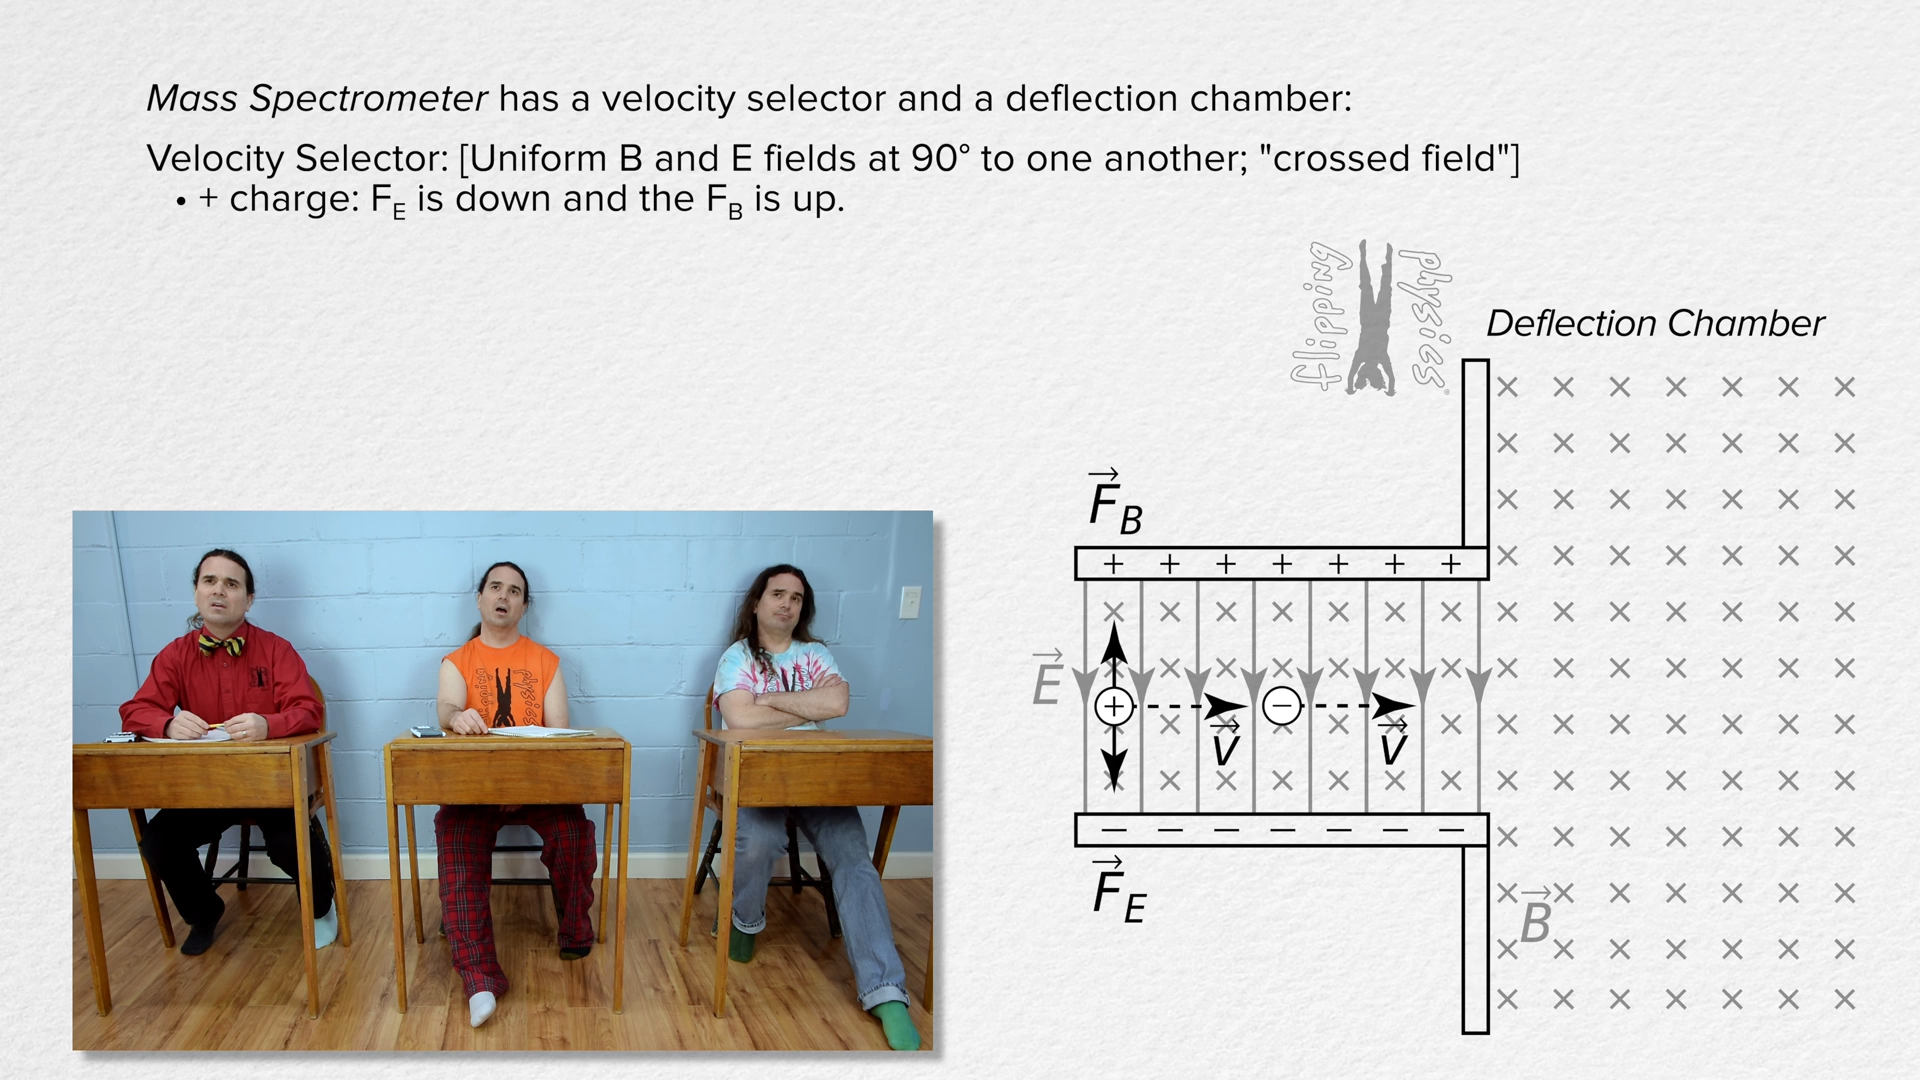 Mass Spectrometer has a velocity selector and a deflection chamber:
Velocity Selector: [Uniform B and E fields at 90° to one another; "crossed field"]
• + charge: F_E is down and the F_B is up.
flipping physics
Deflection Chamber
F_B
+ + + + + + +
E
+ −
v v
− − − − − − −
F_E
B